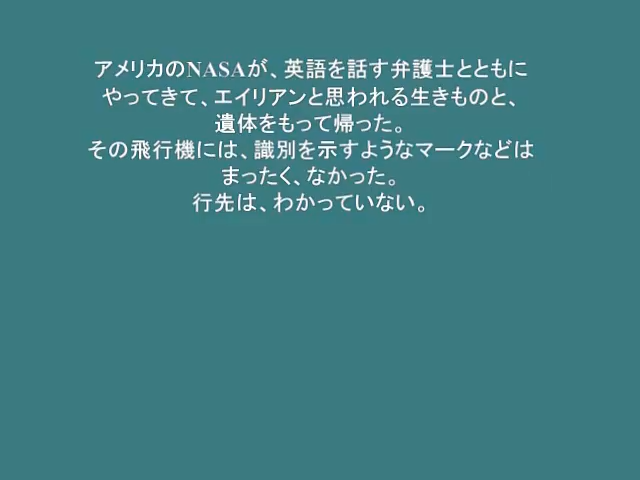 アメリカのNASAが、英語を話す弁護士とともに
やってきて、エイリアンと思われる生きものと、
遺体をもって帰った。
その飛行機には、識別を示すようなマークなどは
まったく、なかった。
行先は、わかっていない。